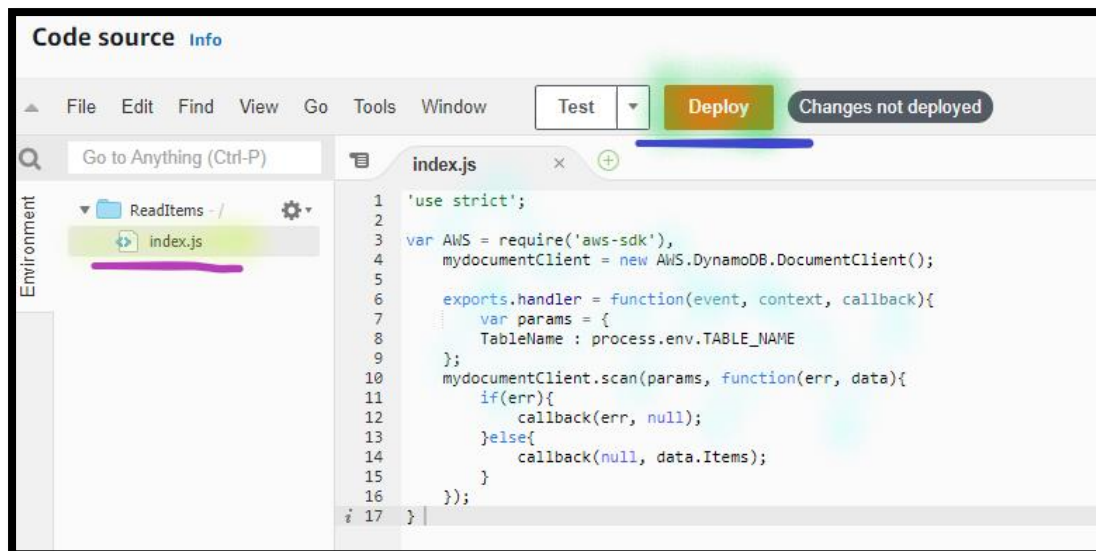 Code source Info
File Edit Find View Go Tools Window Test Deploy Changes not deployed
Go to Anything (Ctrl-P)
index.js
Environment
ReadItems - /
index.js
1 'use strict';
2
3 var AWS = require('aws-sdk'),
4 mydocumentClient = new AWS.DynamoDB.DocumentClient();
5
6 exports.handler = function(event, context, callback){
7 var params = {
8 TableName : process.env.TABLE_NAME
9 };
10 mydocumentClient.scan(params, function(err, data){
11 if(err){
12 callback(err, null);
13 }else{
14 callback(null, data.Items);
15 }
16 });
i 17 }